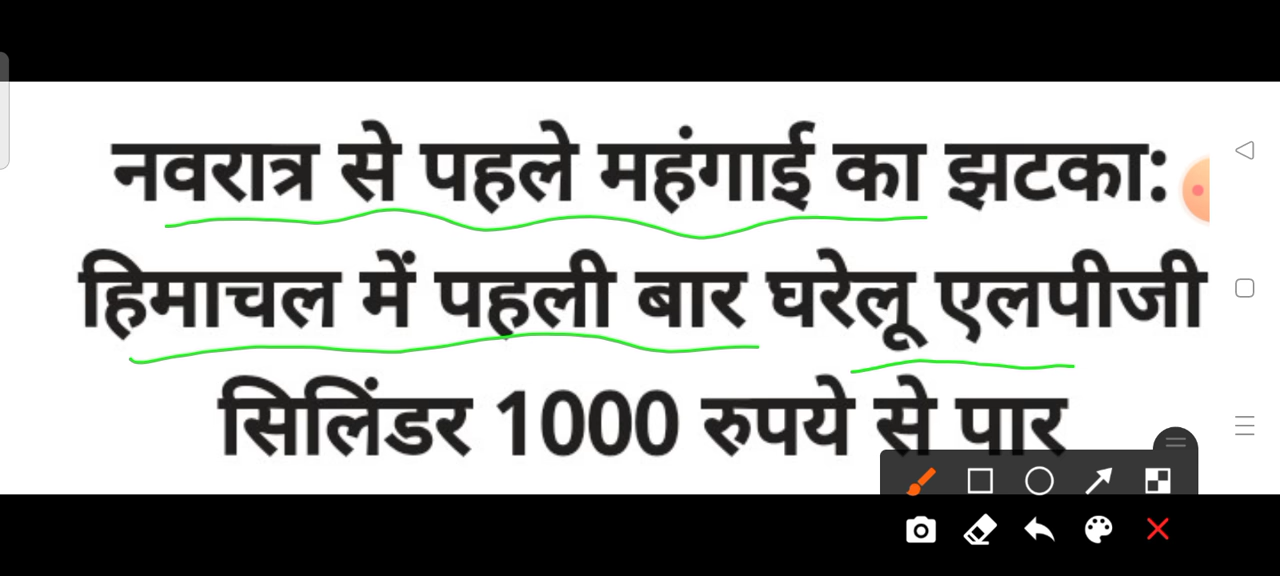 नवरात्र से पहले महंगाई का झटका:
हिमाचल में पहली बार घरेलू एलपीजी
सिलिंडर 1000 रुपये से पार